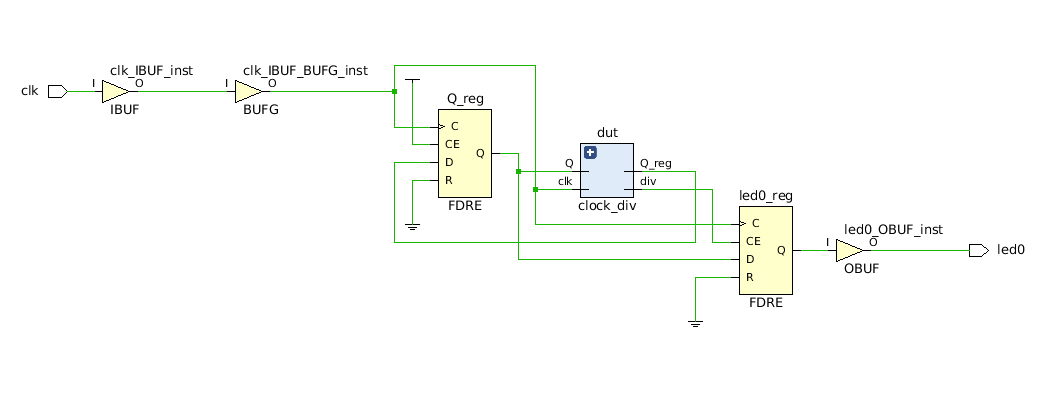 clk
I
clk_IBUF_inst
O
IBUF
I
clk_IBUF_BUFG_inst
O
BUFG
Q_reg
C
CE
D
R
Q
FDRE
dut
Q
clk
Q_reg
div
clock_div
led0_reg
C
CE
D
R
Q
FDRE
I
led0_OBUF_inst
O
OBUF
led0